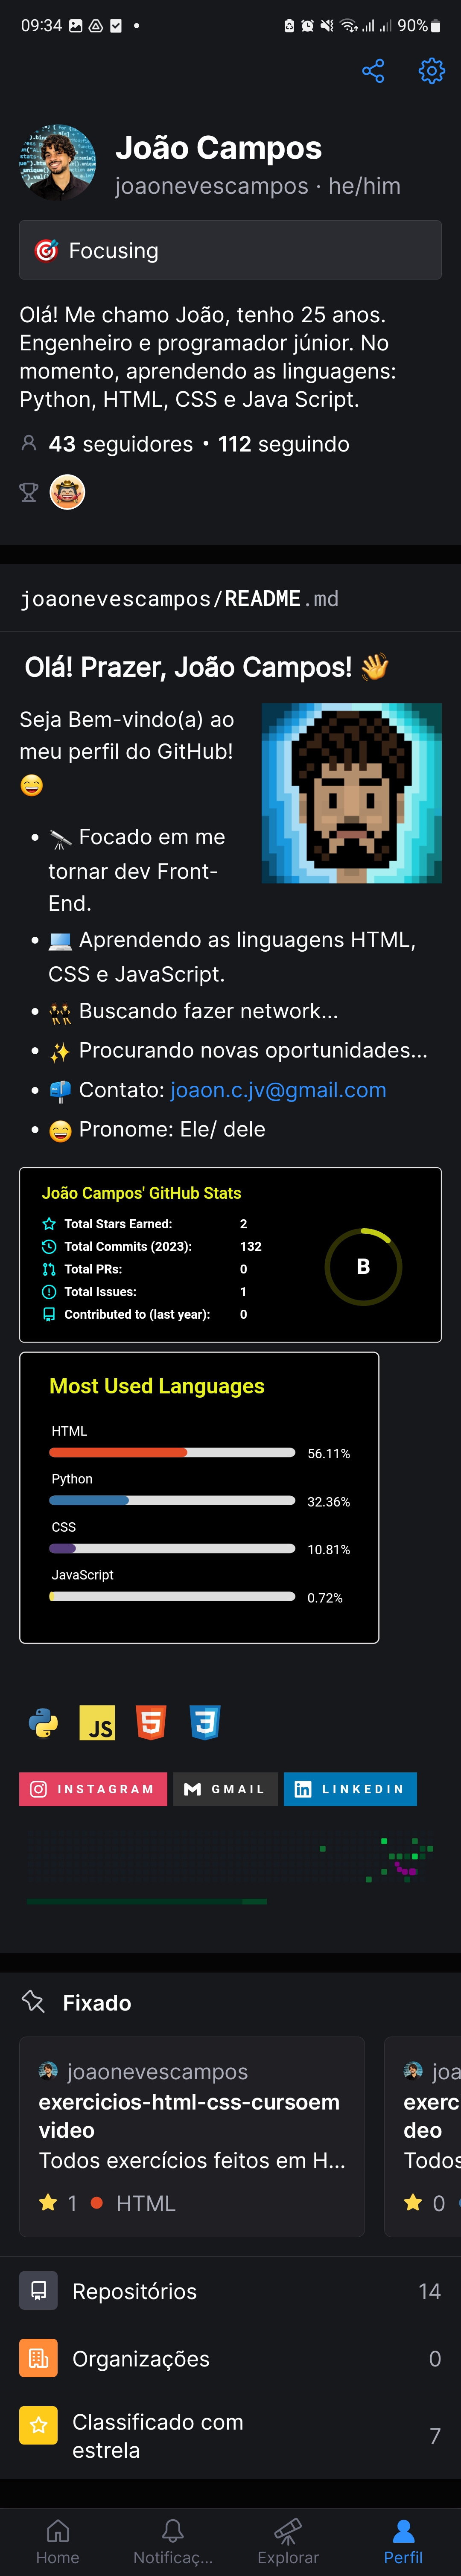 09:34
90%
João Campos
joaonevescampos · he/him
🎯 Focusing
Olá! Me chamo João, tenho 25 anos.
Engenheiro e programador júnior. No
momento, aprendendo as linguagens:
Python, HTML, CSS e Java Script.
43 seguidores • 112 seguindo
joaonevescampos/README.md
Olá! Prazer, João Campos! 👋
Seja Bem-vindo(a) ao
meu perfil do GitHub!
😄
• 🔭 Focado em me
tornar dev Front-
End.
• 💻 Aprendendo as linguagens HTML,
CSS e JavaScript.
• 👯 Buscando fazer network...
• ✨ Procurando novas oportunidades...
• 📫 Contato: joaon.c.jv@gmail.com
• 😄 Pronome: Ele/ dele
João Campos' GitHub Stats
Total Stars Earned: 2
Total Commits (2023): 132
Total PRs: 0
Total Issues: 1
Contributed to (last year): 0
B
Most Used Languages
HTML
56.11%
Python
32.36%
CSS
10.81%
JavaScript
0.72%
JS
5
3
INSTAGRAM
GMAIL
LINKEDIN
Fixado
joaonevescampos
exercicios-html-css-cursoem
video
Todos exercícios feitos em H...
1 HTML
joa
exerc
deo
Todos
0
Repositórios 14
Organizações 0
Classificado com
estrela
7
Home
Notificaç...
Explorar
Perfil